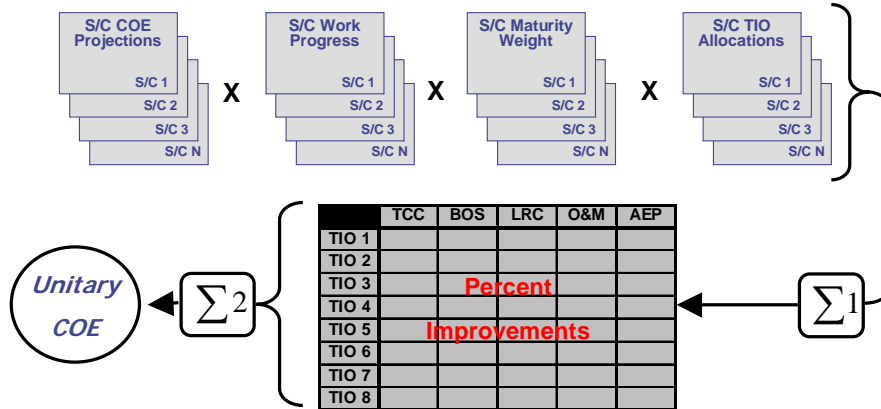 S/C COE
Projections
S/C 1
S/C 2
S/C 3
S/C N
X
S/C Work
Progress
S/C 1
S/C 2
S/C 3
S/C N
X
S/C Maturity
Weight
S/C 1
S/C 2
S/C 3
S/C N
X
S/C TIO
Allocations
S/C 1
S/C 2
S/C 3
S/C N
Unitary
COE
∑2
TCC BOS LRC O&M AEP
TIO 1
TIO 2
TIO 3
TIO 4
TIO 5
TIO 6
TIO 7
TIO 8
Percent
Improvements
∑1